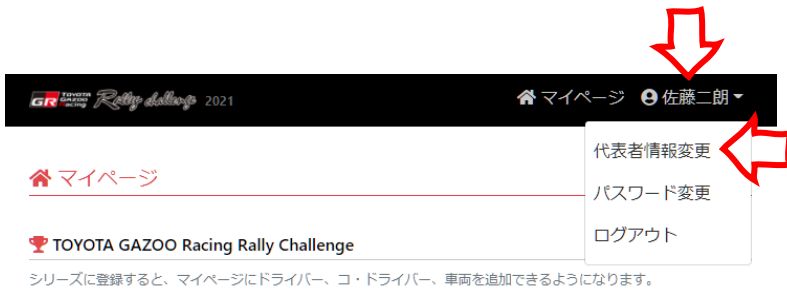 GR TOYOTA GAZOO Racing Rally challenge 2021 マイページ 佐藤二朗
代表者情報変更
マイページ
パスワード変更
ログアウト
TOYOTA GAZOO Racing Rally Challenge
シリーズに登録すると、マイページにドライバー、コ・ドライバー、車両を追加できるようになります。